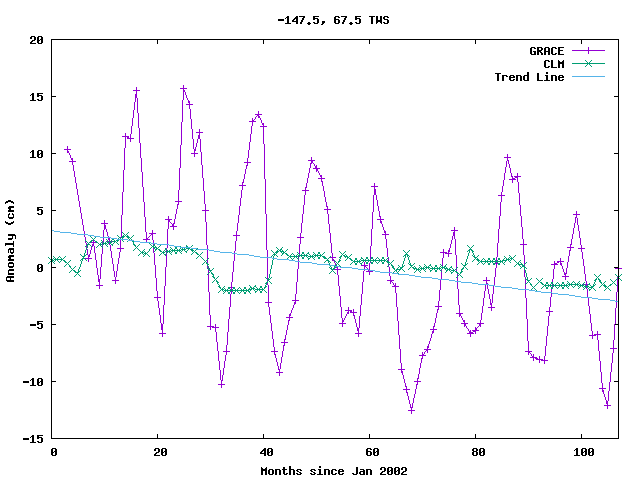 -147.5, 67.5 TWS
GRACE
CLM
Trend Line
20
15
10
5
0
-5
-10
-15
Anomaly (cm)
0 20 40 60 80 100
Months since Jan 2002